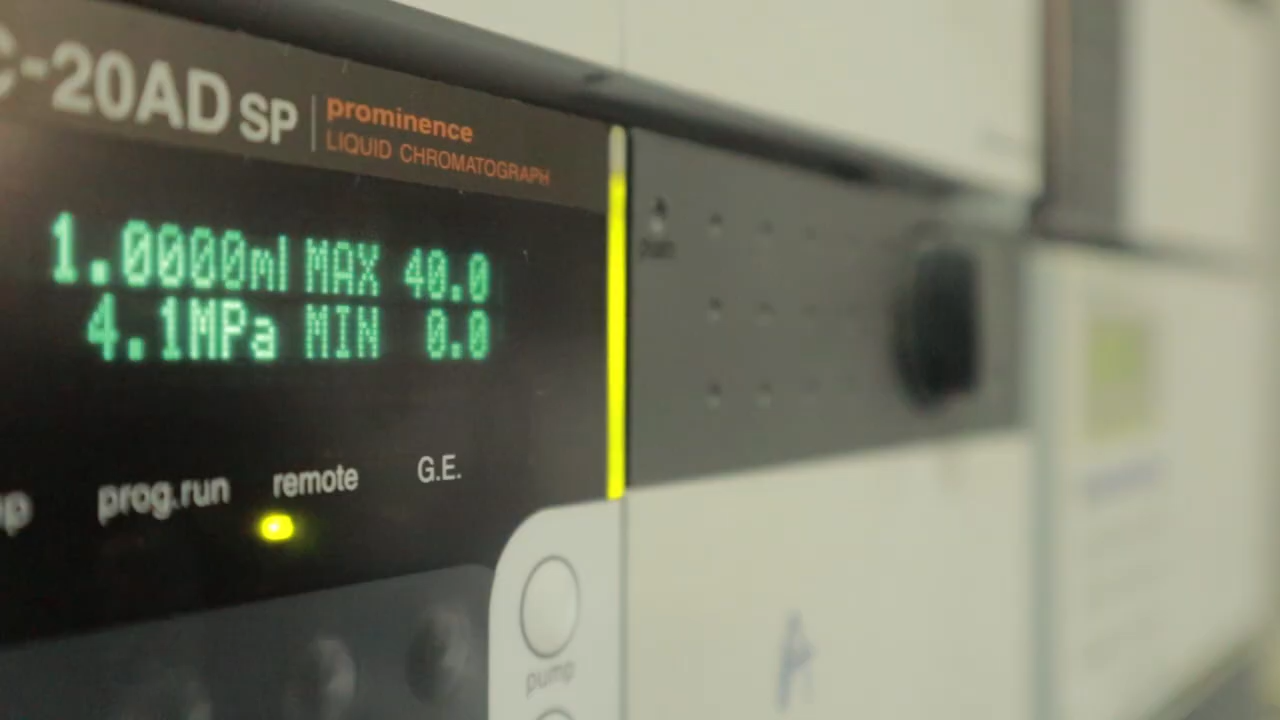 C-20AD SP
prominence
LIQUID CHROMATOGRAPH
1.0000ml MAX 40.0
4.1MPa MIN 0.0
prog.run remote G.E.
pump
A